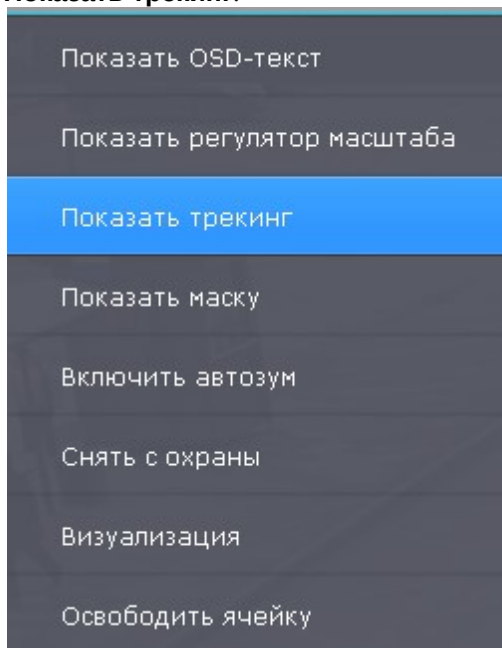 Показать OSD-текст
Показать регулятор масштаба
Показать трекинг
Показать маску
Включить автозум
Снять с охраны
Визуализация
Освободить ячейку